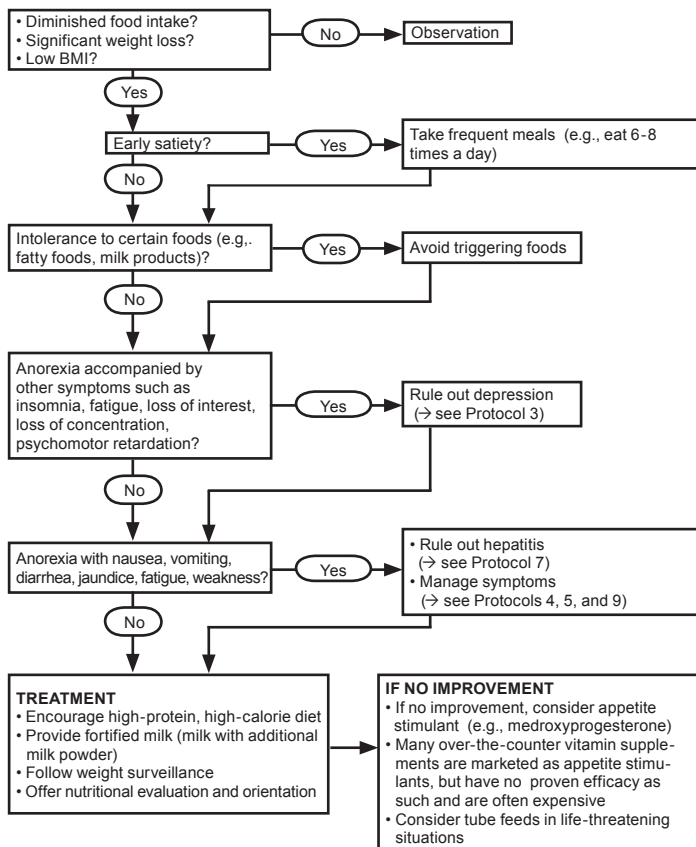 • Diminished food intake?
• Significant weight loss?
• Low BMI?
No
Observation
Yes
Early satiety?
Yes
Take frequent meals (e.g., eat 6-8
times a day)
No
Intolerance to certain foods (e.g,.
fatty foods, milk products)?
Yes
Avoid triggering foods
No
Anorexia accompanied by
other symptoms such as
insomnia, fatigue, loss of interest,
loss of concentration,
psychomotor retardation?
Yes
Rule out depression
(→ see Protocol 3)
No
Anorexia with nausea, vomiting,
diarrhea, jaundice, fatigue, weakness?
Yes
• Rule out hepatitis
(→ see Protocol 7)
• Manage symptoms
(→ see Protocols 4, 5, and 9)
No
TREATMENT
• Encourage high-protein, high-calorie diet
• Provide fortified milk (milk with additional
milk powder)
• Follow weight surveillance
• Offer nutritional evaluation and orientation
IF NO IMPROVEMENT
• If no improvement, consider appetite
stimulant (e.g., medroxyprogesterone)
• Many over-the-counter vitamin supple-
ments are marketed as appetite stimu-
lants, but have no proven efficacy as
such and are often expensive
• Consider tube feeds in life-threatening
situations